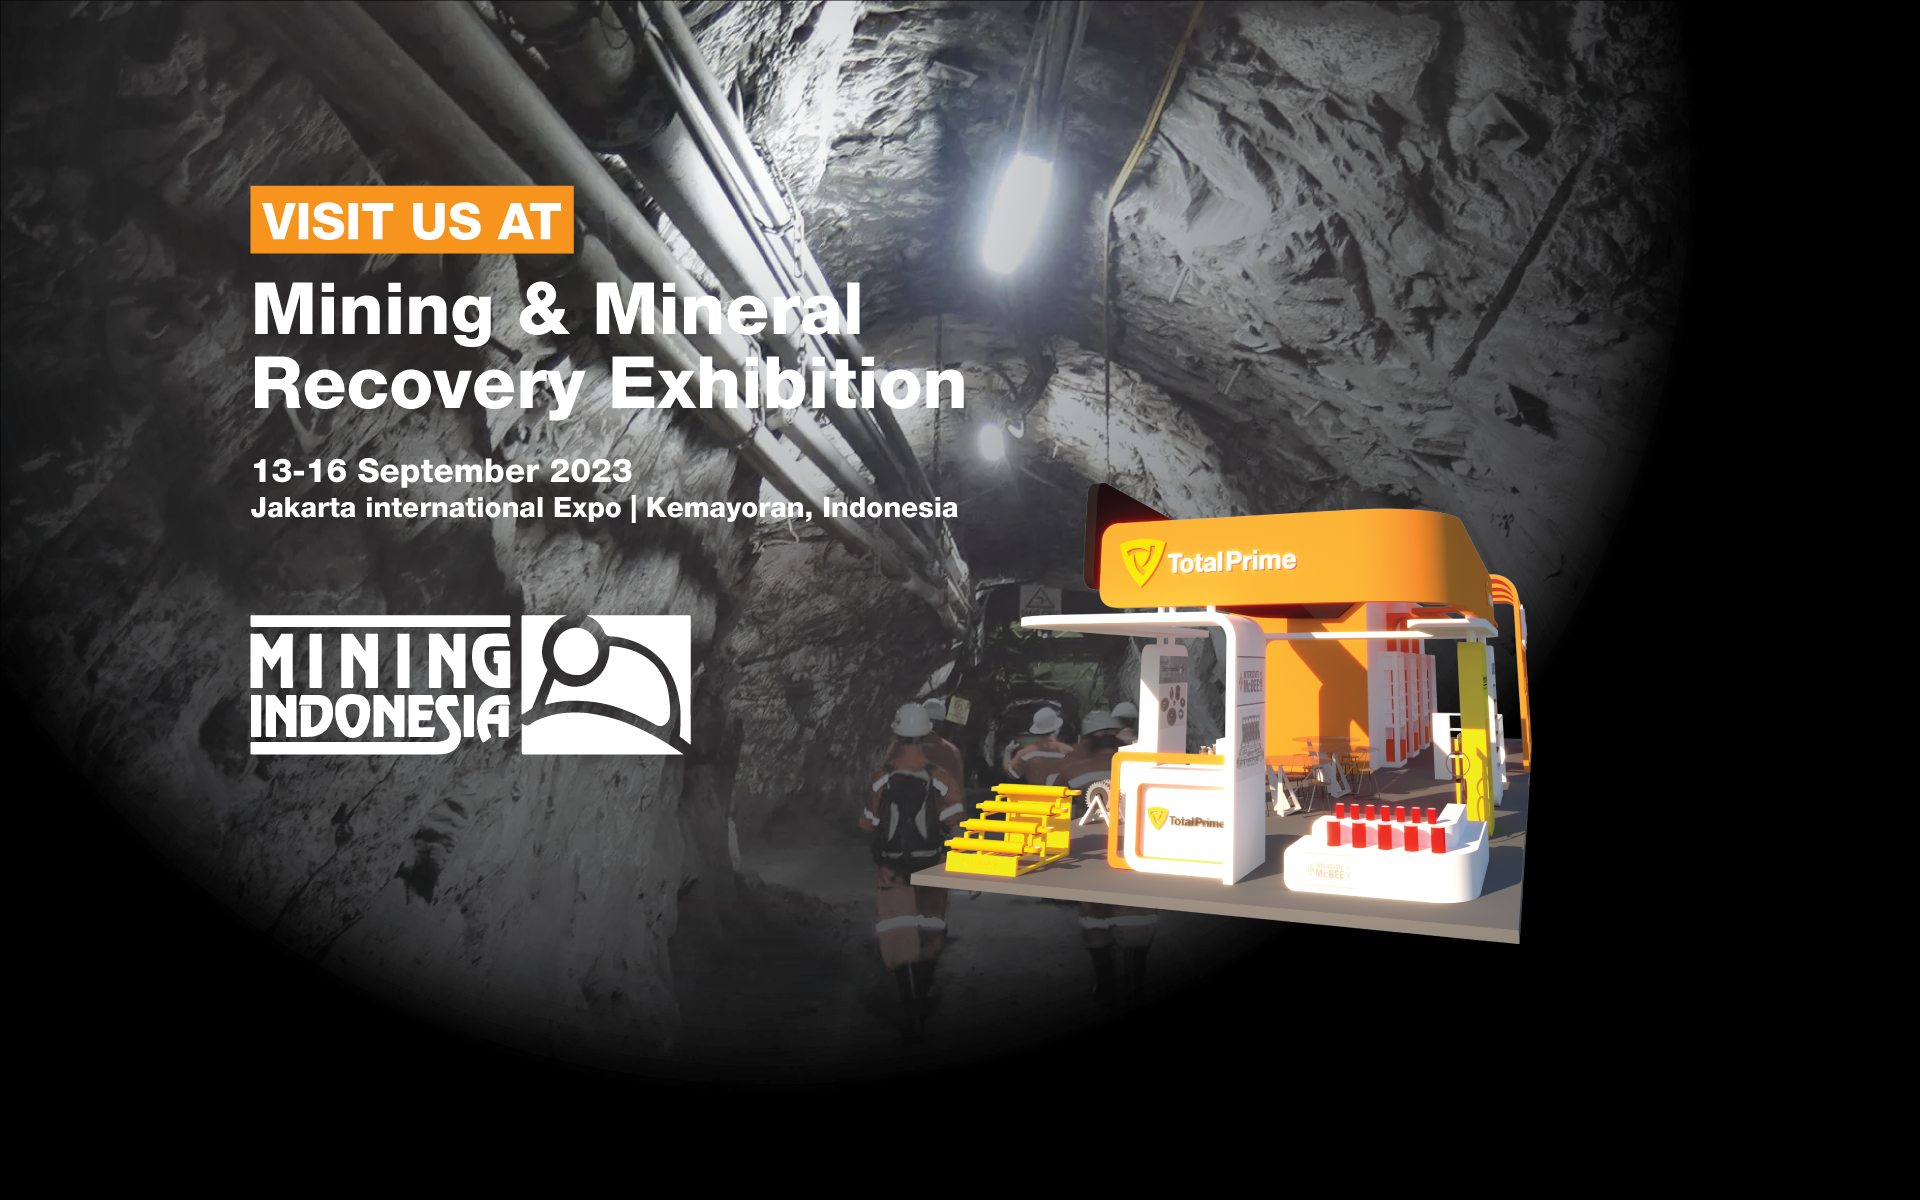 VISIT US AT
Mining & Mineral
Recovery Exhibition
13-16 September 2023
Jakarta international Expo | Kemayoran, Indonesia
MINING
INDONESIA
TotalPrime
McBEE
TotalPrime
McBEE